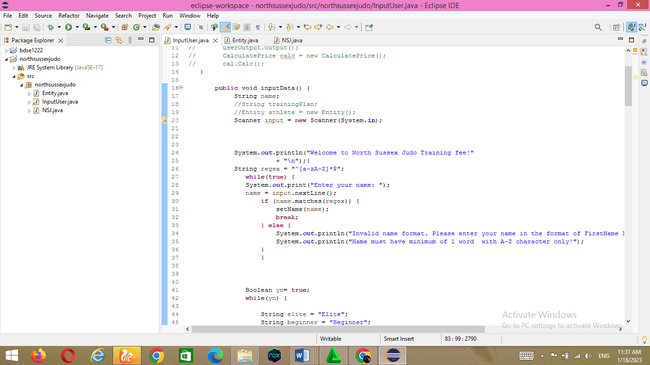 eclipse-workspace - northsussexjudo/src/northsussexjudo/InputUser.java - Eclipse IDE
File Edit Source Refactor Navigate Search Project Run Window Help
Package Explorer
InputUser.java
Entity.java
NSJ.java
bdse1222
northsussexjudo
JRE System Library [JavaSE-17]
src
northsussexjudo
Entity.java
InputUser.java
NSJ.java
11 // userOutput.Output();
12 // CalculatePrice calc = new CalculatePrice();
13 // cal.Calc();
14 }
15
16 public void inputData() {
17 String name;
18 //String trainingPlan;
19 //Entity athlete = new Entity();
20 Scanner input = new Scanner(System.in);
21
22
23
24 System.out.println("Welcome to North Sussex Judo Training fee!"
25 + "\n");{
26 String regex = "^[a-zA-Z]*$";
27 while(true) {
28 System.out.print("Enter your name: ");
29 name = input.nextLine();
30 if (name.matches(regex)) {
31 setName(name);
32 break;
33 } else {
34 System.out.println("Invalid name format. Please enter your name in the format of FirstName
35 System.out.println("Name must have minimum of 1 word with A-Z character only!");
36 }
37 }
38
39
40
41 Boolean yn= true;
42 while(yn) {
43
44 String elite = "Elite";
45 String beginner = "Beginner";
Activate Windows
Go to PC settings to activate Windows.
Writable
Smart Insert
83 : 99 : 2790
ENG
11:31 AM
1/18/2023